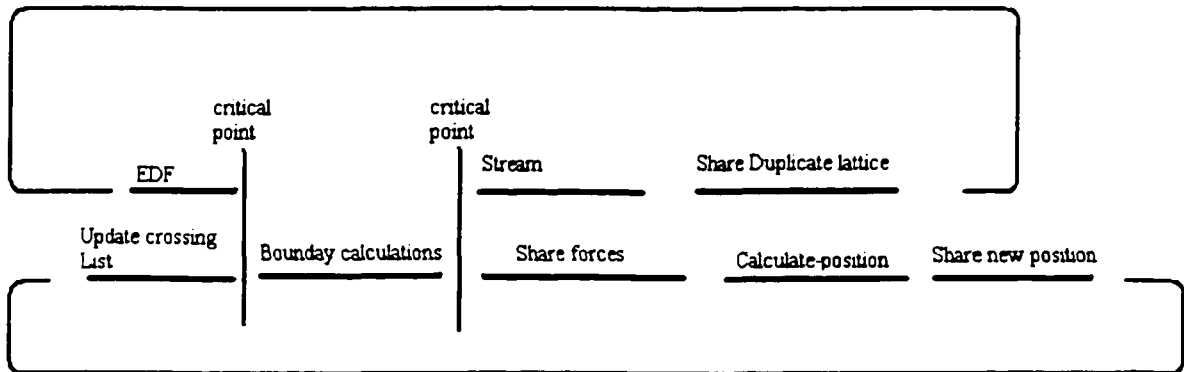 critical
point
critical
point
EDF
Stream
Share Duplicate lattice
Update crossing
List
Bounday calculations
Share forces
Calculate-position
Share new position